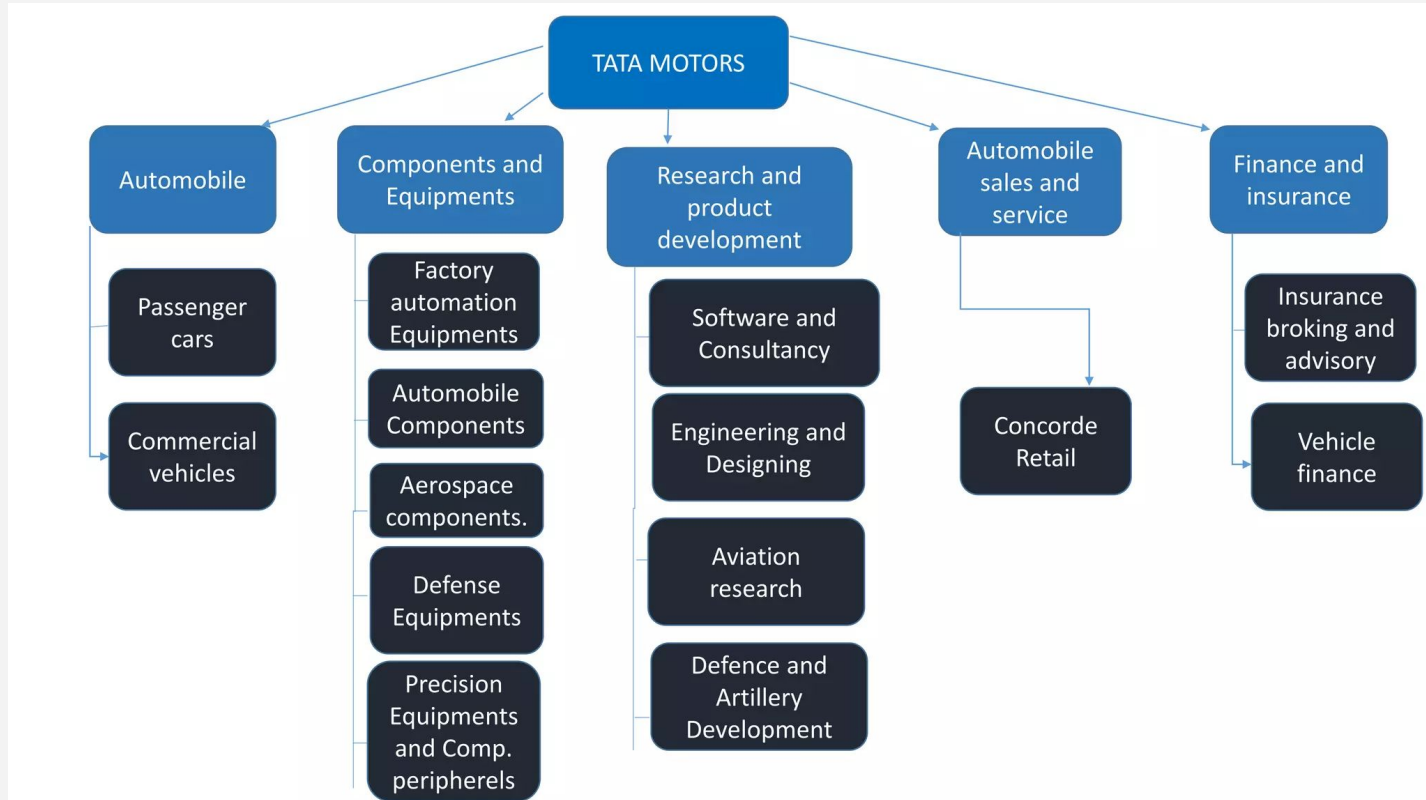 TATA MOTORS
Automobile
Passenger
cars
Commercial
vehicles
Components and
Equipments
Factory
automation
Equipments
Automobile
Components
Aerospace
components.
Defense
Equipments
Precision
Equipments
and Comp.
peripherels
Research and
product
development
Software and
Consultancy
Engineering and
Designing
Aviation
research
Defence and
Artillery
Development
Automobile
sales and
service
Concorde
Retail
Finance and
insurance
Insurance
broking and
advisory
Vehicle
finance